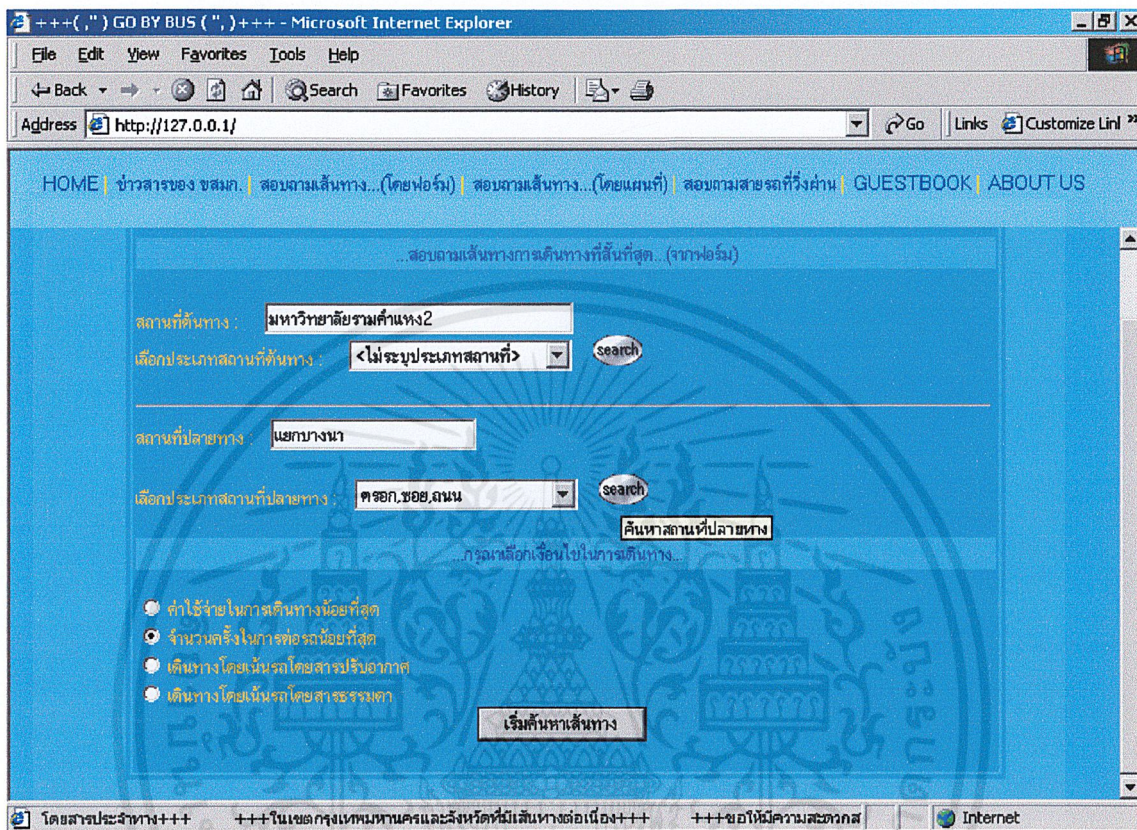 +++( ,'' ) GO BY BUS ( '', )+++ - Microsoft Internet Explorer
File Edit View Favorites Tools Help
Back Search Favorites History
Address http://127.0.0.1/ Go Links Customize Linl
HOME | ข่าวสารของ ขสมก. | สอบถามเส้นทาง...(โดยฟอร์ม) | สอบถามเส้นทาง...(โดยแผนที่) | สอบถามสายรถที่วิ่งผ่าน | GUESTBOOK | ABOUT US
...สอบถามเส้นทางการเดินทางที่สั้นที่สุด...(จากฟอร์ม)
สถานที่ต้นทาง : มหาวิทยาลัยรามคำแหง2
เลือกประเภทสถานที่ต้นทาง : <ไม่ระบุประเภทสถานที่> search
สถานที่ปลายทาง : แยกบางนา
เลือกประเภทสถานที่ปลายทาง : ตรอก,ซอย,ถนน search
ค้นหาสถานที่ปลายทาง
...กรุณาเลือกเงื่อนไขในการเดินทาง...
ค่าใช้จ่ายในการเดินทางน้อยที่สุด
จำนวนครั้งในการต่อรถน้อยที่สุด
เดินทางโดยเน้นรถโดยสารปรับอากาศ
เดินทางโดยเน้นรถโดยสารธรรมดา
เริ่มค้นหาเส้นทาง
โดยสารประจำทาง+++ +++ในเขตกรุงเทพมหานครและจังหวัดที่มีเส้นทางต่อเนื่อง+++ +++ขอให้มีความสะดวกส Internet